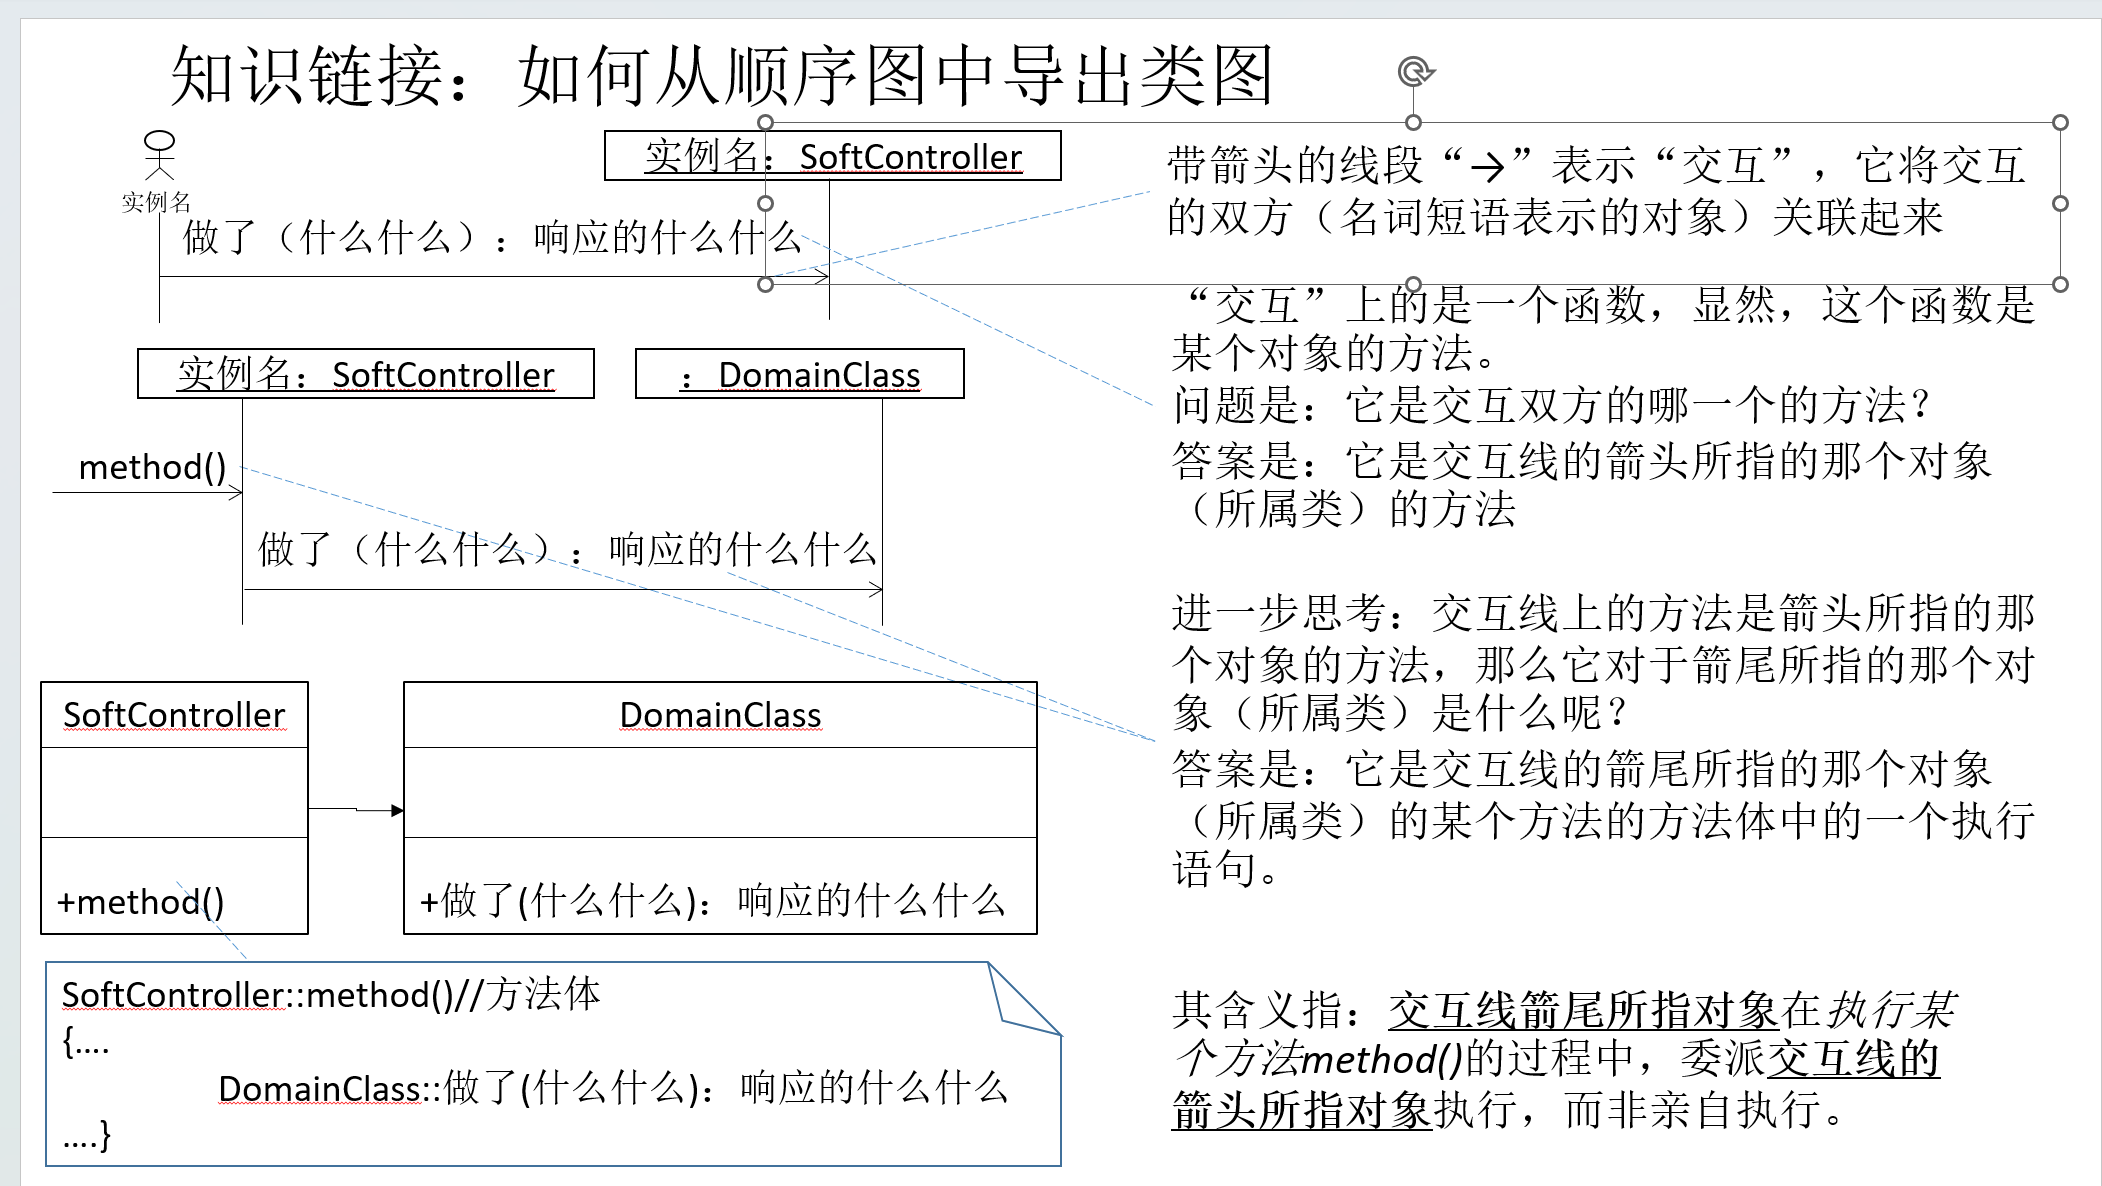 知识链接：如何从顺序图中导出类图
实例名
实例名：SoftController
做了（什么什么）：响应的什么什么
实例名：SoftController
：DomainClass
method()
做了（什么什么）：响应的什么什么
SoftController
+method()
DomainClass
+做了(什么什么)：响应的什么什么
SoftController::method()//方法体
{....
DomainClass::做了(什么什么)：响应的什么什么
....}
带箭头的线段“→”表示“交互”，它将交互
的双方（名词短语表示的对象）关联起来
“交互”上的是一个函数，显然，这个函数是
某个对象的方法。
问题是：它是交互双方的哪一个的方法？
答案是：它是交互线的箭头所指的那个对象
（所属类）的方法
进一步思考：交互线上的方法是箭头所指的那
个对象的方法，那么它对于箭尾所指的那个对
象（所属类）是什么呢？
答案是：它是交互线的箭尾所指的那个对象
（所属类）的某个方法的方法体中的一个执行
语句。
其含义指：交互线箭尾所指对象在执行某
个方法method()的过程中，委派交互线的
箭头所指对象执行，而非亲自执行。